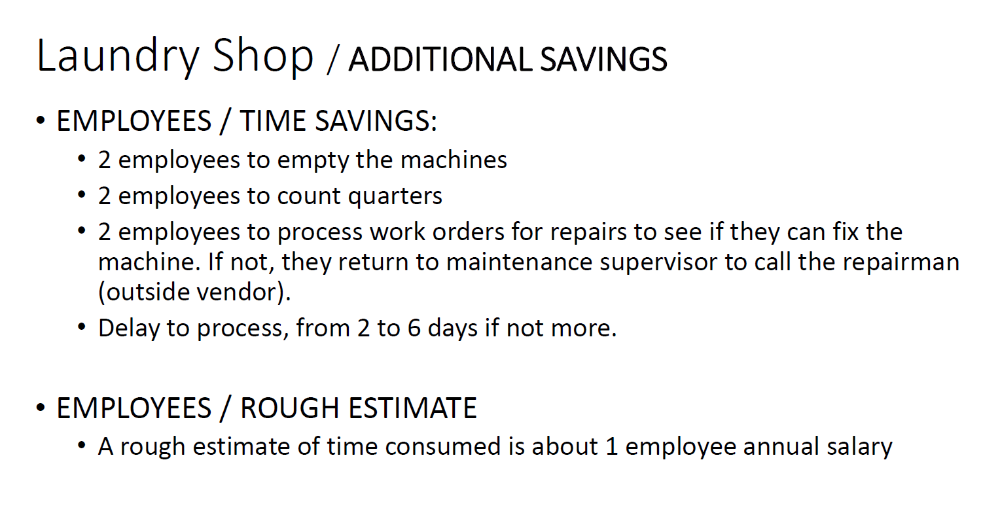 Laundry Shop / ADDITIONAL SAVINGS
• EMPLOYEES / TIME SAVINGS:
• 2 employees to empty the machines
• 2 employees to count quarters
• 2 employees to process work orders for repairs to see if they can fix the
machine. If not, they return to maintenance supervisor to call the repairman
(outside vendor).
• Delay to process, from 2 to 6 days if not more.
• EMPLOYEES / ROUGH ESTIMATE
• A rough estimate of time consumed is about 1 employee annual salary